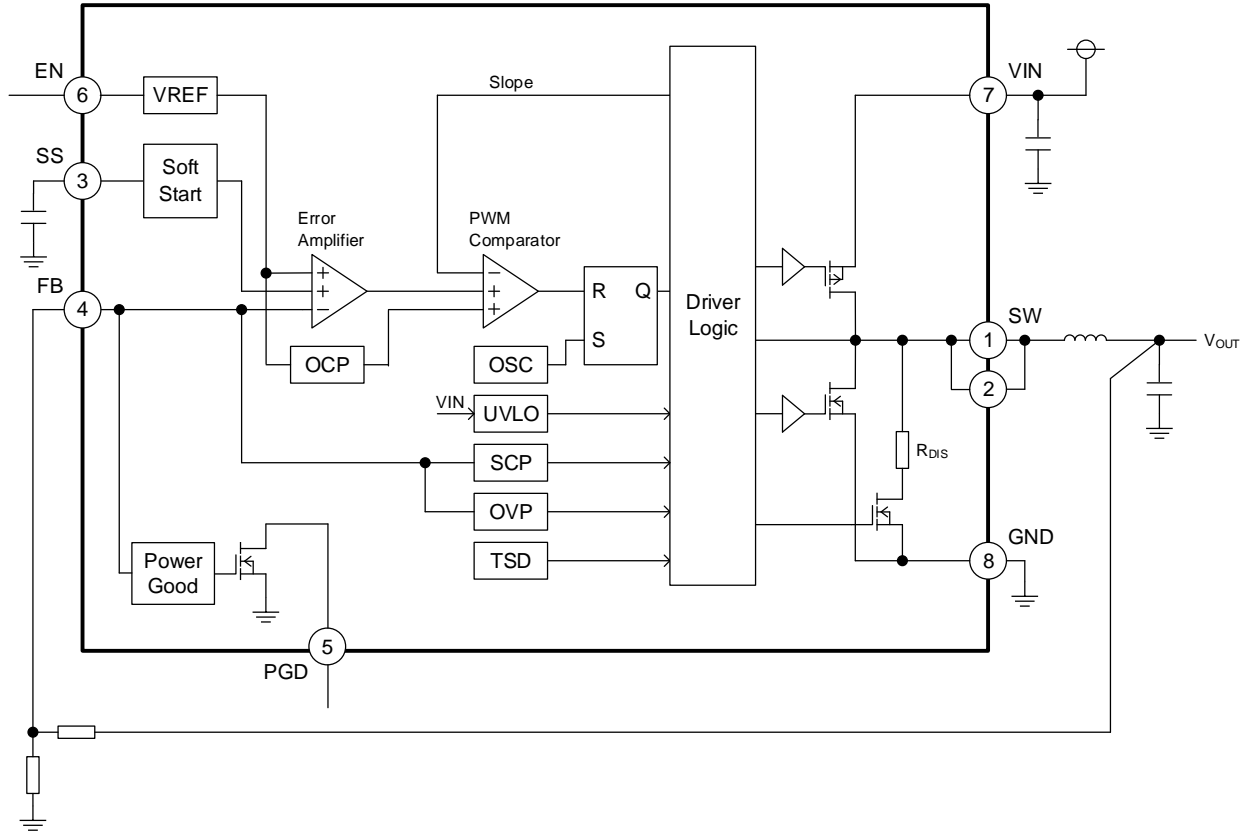 EN
6
VREF
Slope
7
VIN
SS
3
Soft
Start
Error
Amplifier
PWM
Comparator
FB
4
+
+
−
−
+
+
R
Q
S
OCP
OSC
Driver
Logic
1
SW
2
VOUT
VIN
UVLO
SCP
OVP
TSD
RDIS
GND
8
Power
Good
5
PGD